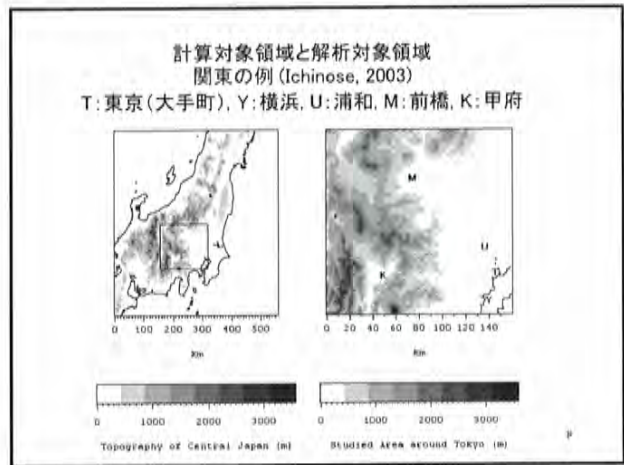 計算対象領域と解析対象領域
関東の例 (Ichinose, 2003)
T:東京(大手町), Y:横浜, U:浦和, M:前橋, K:甲府
0 100 200 300 400 500
Km
0 1000 2000 3000
Topography of Central Japan (m)
M
U
K
0 20 40 60 80 100 120 140
Km
0 1000 2000 3000
Studied Area around Tokyo (m)